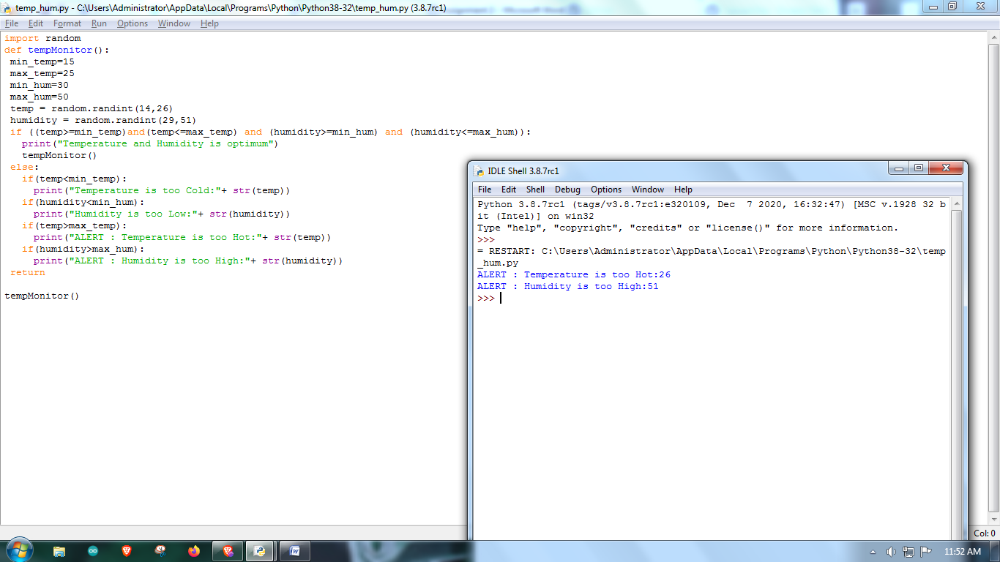 temp_hum.py - C:\Users\Administrator\AppData\Local\Programs\Python\Python38-32\temp_hum.py (3.8.7rc1)
File Edit Format Run Options Window Help
import random
def tempMonitor():
 min_temp=15
 max_temp=25
 min_hum=30
 max_hum=50
 temp = random.randint(14,26)
 humidity = random.randint(29,51)
 if ((temp>=min_temp)and(temp<=max_temp) and (humidity>=min_hum) and (humidity<=max_hum)):
   print("Temperature and Humidity is optimum")
   tempMonitor()
 else:
   if(temp<min_temp):
     print("Temperature is too Cold:"+ str(temp))
   if(humidity<min_hum):
     print("Humidity is too Low:"+ str(humidity))
   if(temp>max_temp):
     print("ALERT : Temperature is too Hot:"+ str(temp))
   if(humidity>max_hum):
     print("ALERT : Humidity is too High:"+ str(humidity))
 return
tempMonitor()
IDLE Shell 3.8.7rc1
File Edit Shell Debug Options Window Help
Python 3.8.7rc1 (tags/v3.8.7rc1:e320109, Dec  7 2020, 16:32:47) [MSC v.1928 32 b
it (Intel)] on win32
Type "help", "copyright", "credits" or "license()" for more information.
>>>
= RESTART: C:\Users\Administrator\AppData\Local\Programs\Python\Python38-32\temp
_hum.py
ALERT : Temperature is too Hot:26
ALERT : Humidity is too High:51
>>>
Col: 0
11:52 AM